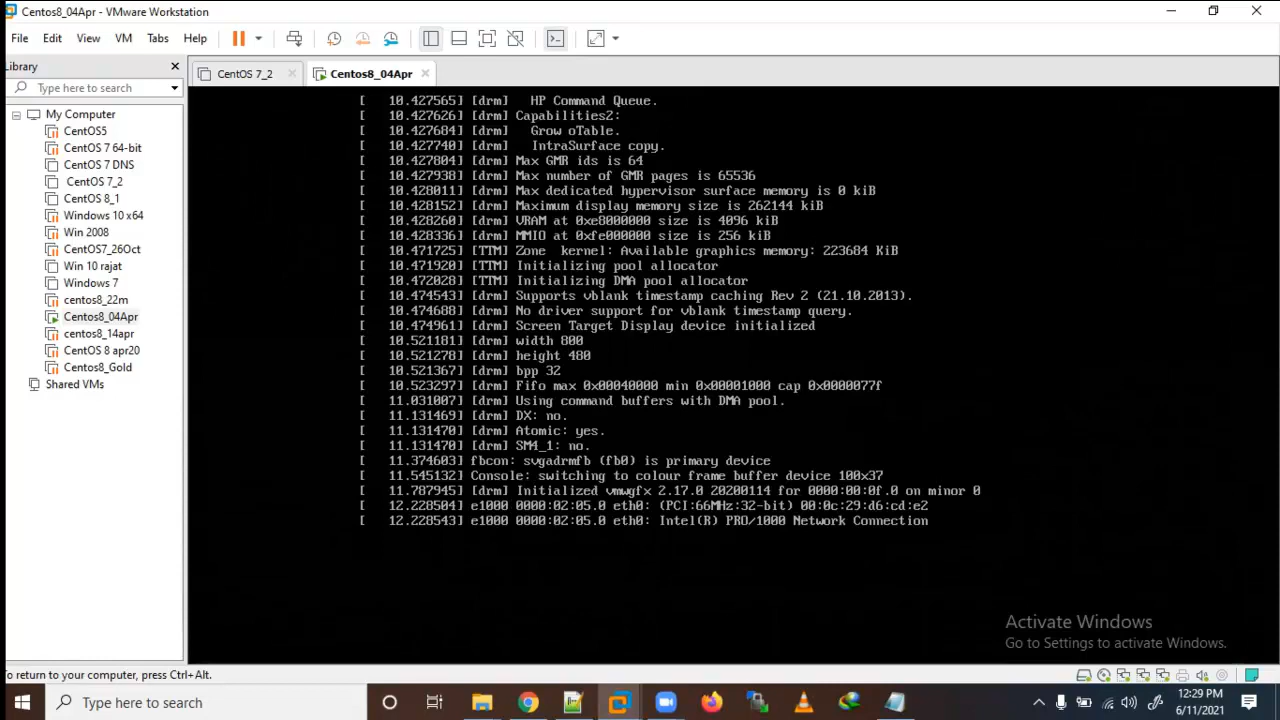 Centos8_04Apr - VMware Workstation
File Edit View VM Tabs Help
Library
Type here to search
My Computer
CentOS5
CentOS 7 64-bit
CentOS 7 DNS
CentOS 7_2
CentOS 8_1
Windows 10 x64
Win 2008
CentOS7_26Oct
Win 10 rajat
Windows 7
centos8_22m
Centos8_04Apr
centos8_14apr
CentOS 8 apr20
Centos8_Gold
Shared VMs
CentOS 7_2 Centos8_04Apr
[ 10.427565] [drm] HP Command Queue.
[ 10.427626] [drm] Capabilities2:
[ 10.427684] [drm] Grow oTable.
[ 10.427740] [drm] IntraSurface copy.
[ 10.427804] [drm] Max GMR ids is 64
[ 10.427938] [drm] Max number of GMR pages is 65536
[ 10.428011] [drm] Max dedicated hypervisor surface memory is 0 kiB
[ 10.428152] [drm] Maximum display memory size is 262144 kiB
[ 10.428260] [drm] VRAM at 0xe8000000 size is 4096 kiB
[ 10.428336] [drm] MMIO at 0xfe000000 size is 256 kiB
[ 10.471725] [TTM] Zone kernel: Available graphics memory: 223684 KiB
[ 10.471920] [TTM] Initializing pool allocator
[ 10.472028] [TTM] Initializing DMA pool allocator
[ 10.474543] [drm] Supports vblank timestamp caching Rev 2 (21.10.2013).
[ 10.474688] [drm] No driver support for vblank timestamp query.
[ 10.474961] [drm] Screen Target Display device initialized
[ 10.521181] [drm] width 800
[ 10.521278] [drm] height 480
[ 10.521367] [drm] bpp 32
[ 10.523297] [drm] Fifo max 0x00040000 min 0x00001000 cap 0x0000077f
[ 11.031007] [drm] Using command buffers with DMA pool.
[ 11.131469] [drm] DX: no.
[ 11.131470] [drm] Atomic: yes.
[ 11.131470] [drm] SM4_1: no.
[ 11.374603] fbcon: svgadrmfb (fb0) is primary device
[ 11.545132] Console: switching to colour frame buffer device 100x37
[ 11.787945] [drm] Initialized vmwgfx 2.17.0 20200114 for 0000:00:0f.0 on minor 0
[ 12.228504] e1000 0000:02:05.0 eth0: (PCI:66MHz:32-bit) 00:0c:29:d6:cd:e2
[ 12.228543] e1000 0000:02:05.0 eth0: Intel(R) PRO/1000 Network Connection
Activate Windows
Go to Settings to activate Windows.
To return to your computer, press Ctrl+Alt.
Type here to search
12:29 PM
6/11/2021